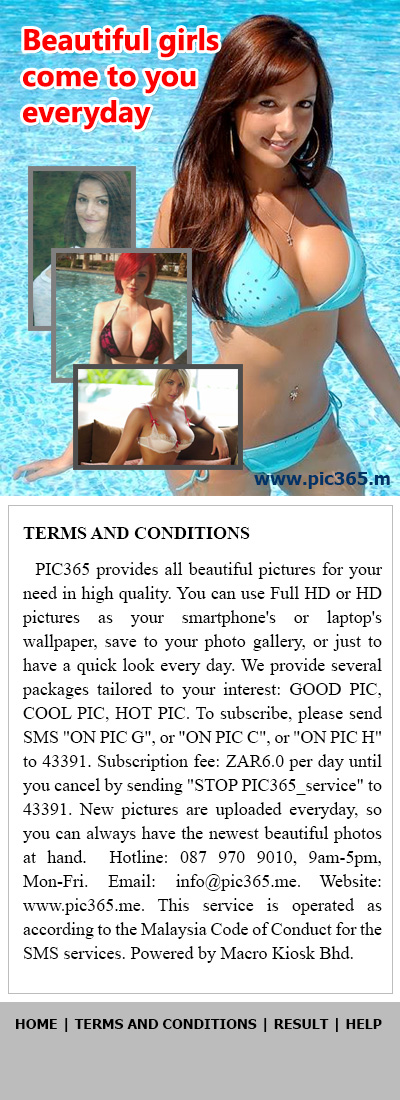 Beautiful girls
come to you
everyday
www.pic365.m
TERMS AND CONDITIONS
PIC365 provides all beautiful pictures for your
need in high quality. You can use Full HD or HD
pictures as your smartphone's or laptop's
wallpaper, save to your photo gallery, or just to
have a quick look every day. We provide several
packages tailored to your interest: GOOD PIC,
COOL PIC, HOT PIC. To subscribe, please send
SMS "ON PIC G", or "ON PIC C", or "ON PIC H"
to 43391. Subscription fee: ZAR6.0 per day until
you cancel by sending "STOP PIC365_service" to
43391. New pictures are uploaded everyday, so
you can always have the newest beautiful photos
at hand. Hotline: 087 970 9010, 9am-5pm,
Mon-Fri. Email: info@pic365.me. Website:
www.pic365.me. This service is operated as
according to the Malaysia Code of Conduct for the
SMS services. Powered by Macro Kiosk Bhd.
HOME | TERMS AND CONDITIONS | RESULT | HELP